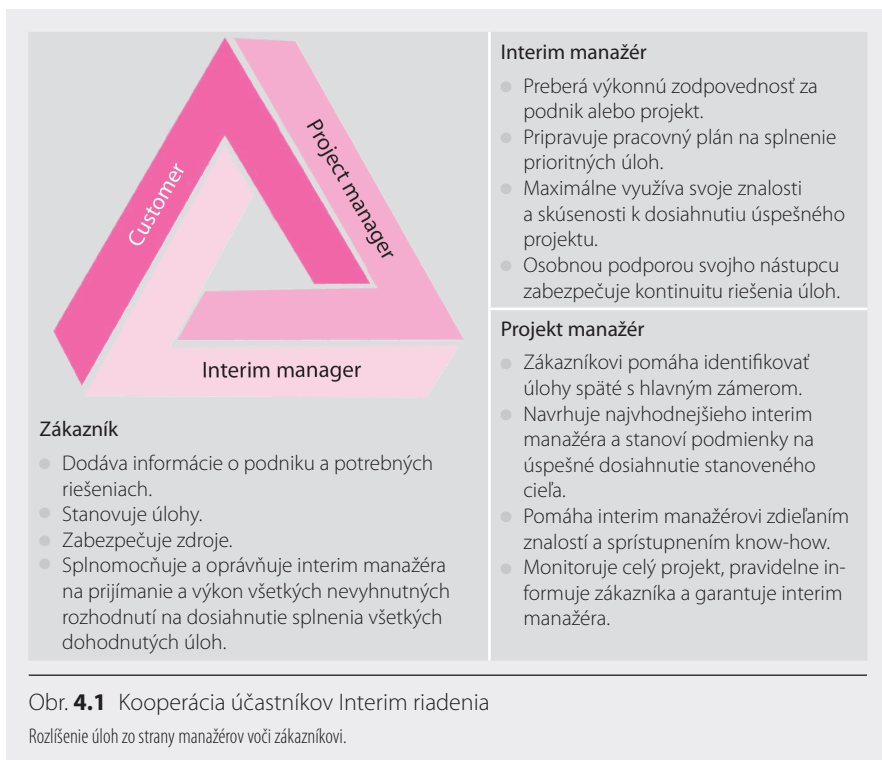 Customer
Project manager
Interim manager
Zákazník
Dodáva informácie o podniku a potrebných
riešeniach.
Stanovuje úlohy.
Zabezpečuje zdroje.
Splnomocňuje a oprávňuje interim manažéra
na prijímanie a výkon všetkých nevyhnutných
rozhodnutí na dosiahnutie splnenia všetkých
dohodnutých úloh.
Interim manažér
Preberá výkonnú zodpovednosť za
podnik alebo projekt.
Pripravuje pracovný plán na splnenie
prioritných úloh.
Maximálne využíva svoje znalosti
a skúsenosti k dosiahnutiu úspešného
projektu.
Osobnou podporou svojho nástupcu
zabezpečuje kontinuitu riešenia úloh.
Projekt manažér
Zákazníkovi pomáha identifikovať
úlohy späté s hlavným zámerom.
Navrhuje najvhodnejšieho interim
manažéra a stanoví podmienky na
úspešné dosiahnutie stanoveného
cieľa.
Pomáha interim manažérovi zdieľaním
znalostí a sprístupnením know-how.
Monitoruje celý projekt, pravidelne in-
formuje zákazníka a garantuje interim
manažéra.
Obr. 4.1 Kooperácia účastníkov Interim riadenia
Rozlíšenie úloh zo strany manažérov voči zákazníkovi.